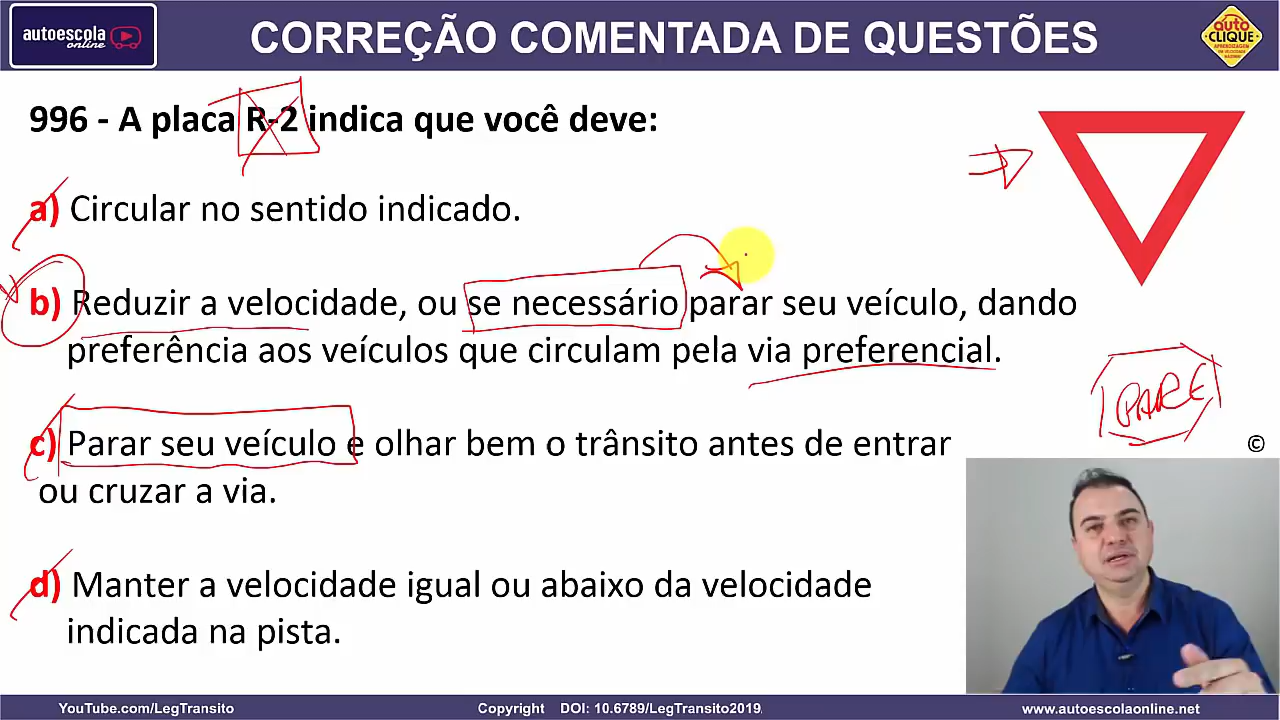 autoescola
online
CORREÇÃO COMENTADA DE QUESTÕES
auto
CLIQUE
996 - A placa R-2 indica que você deve:
a) Circular no sentido indicado.
b) Reduzir a velocidade, ou se necessário parar seu veículo, dando
preferência aos veículos que circulam pela via preferencial.
PARE
c) Parar seu veículo e olhar bem o trânsito antes de entrar
ou cruzar a via.
©
d) Manter a velocidade igual ou abaixo da velocidade
indicada na pista.
YouTube.com/LegTransito
Copyright DOI: 10.6789/LegTransito2019
www.autoescolaonline.net